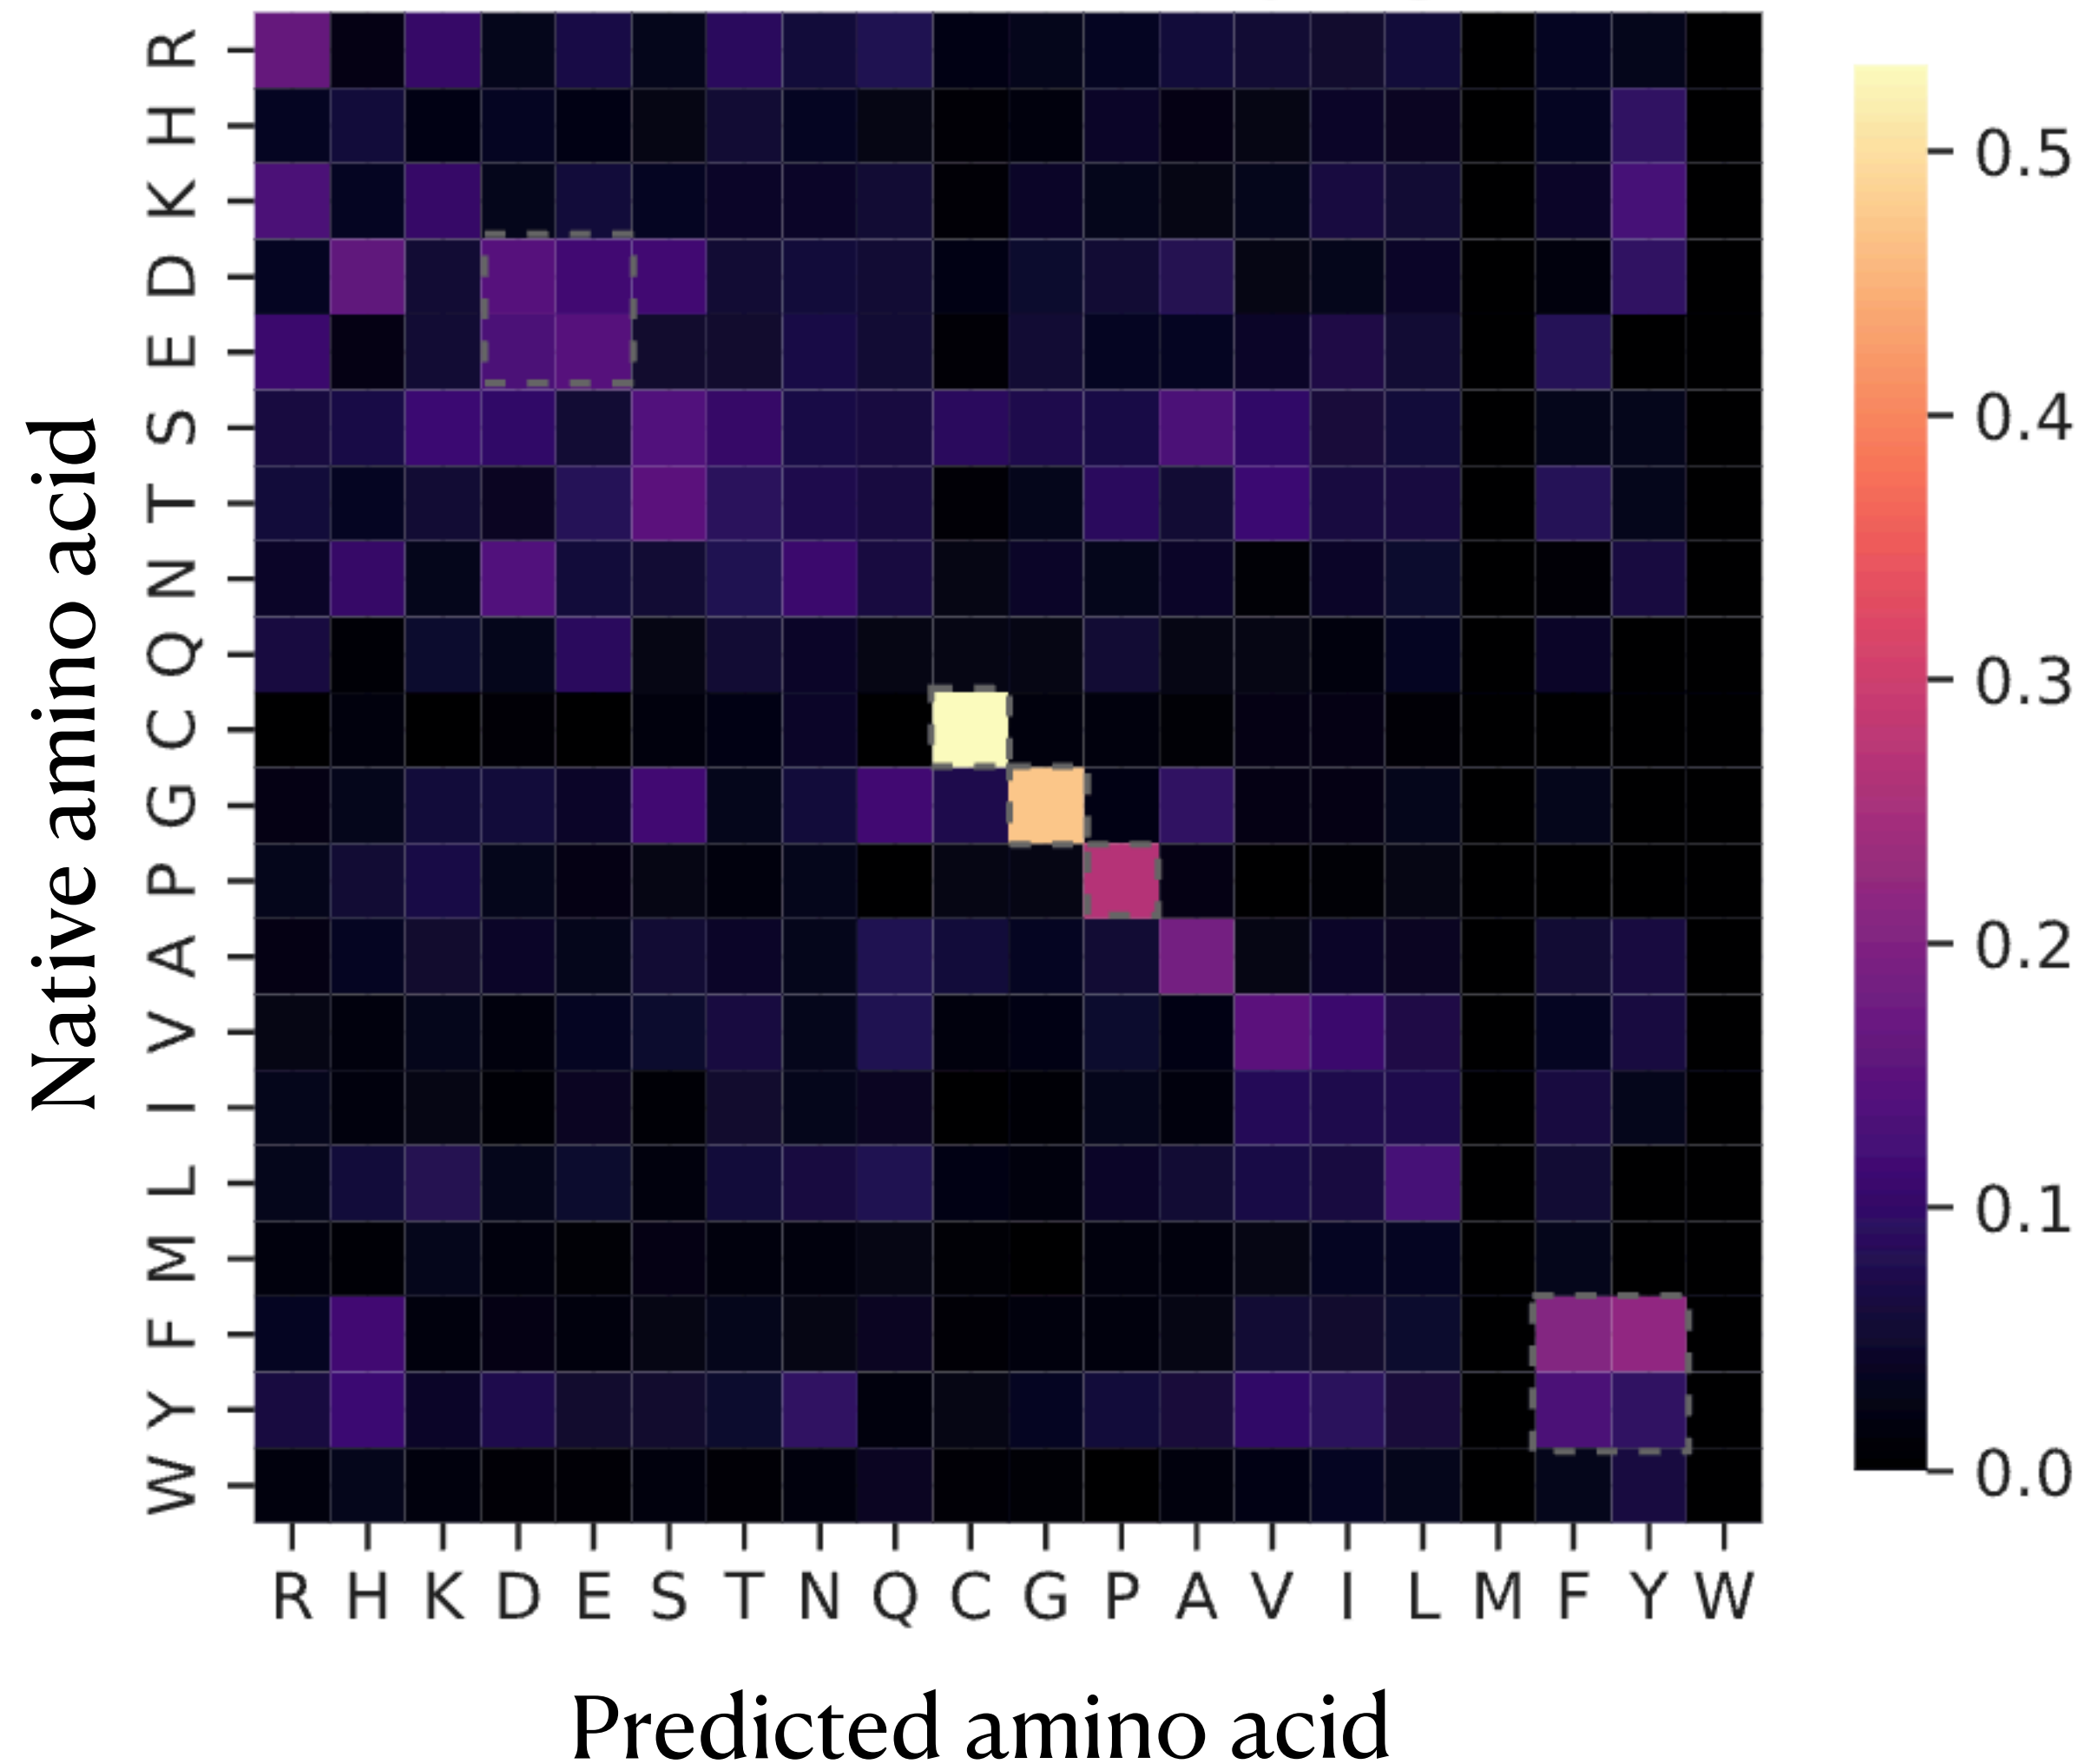 Native amino acid
R
H
K
D
E
S
T
N
Q
C
G
P
A
V
I
L
M
F
Y
W
R H K D E S T N Q C G P A V I L M F Y W
Predicted amino acid
0.5
0.4
0.3
0.2
0.1
0.0